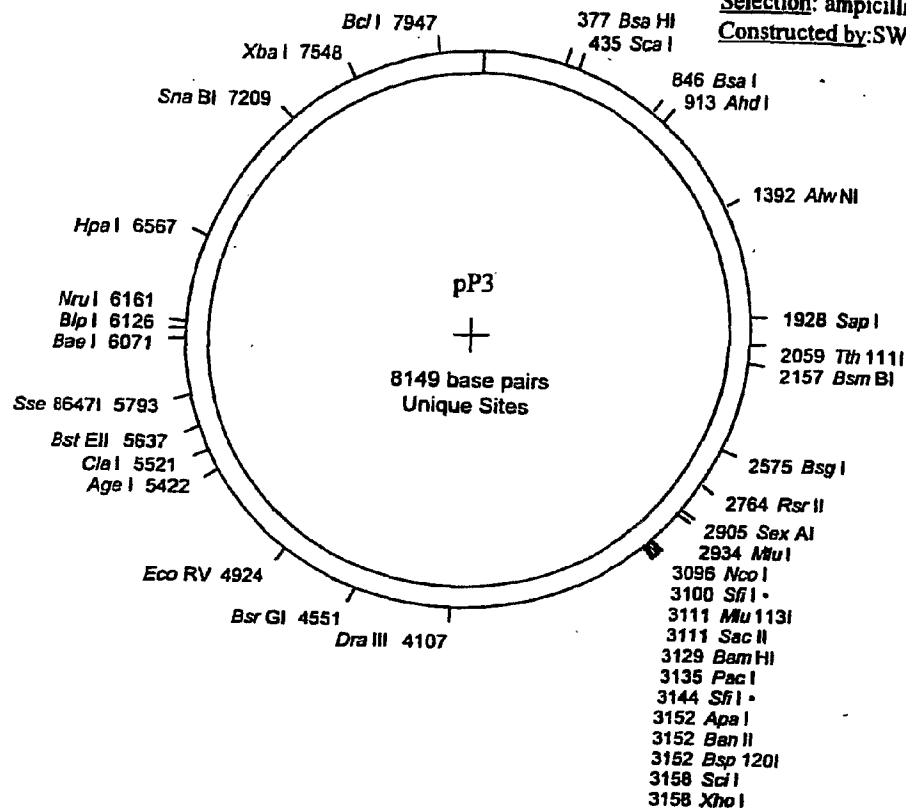 Selection: ampicilli
Constructed by:SW
Bcl I 7947
377 Bsa HI
435 Sca I
Xba I 7548
846 Bsa I
913 Ahd I
Sna BI 7209
1392 Alw NI
Hpa I 6567
pP3
8149 base pairs
Unique Sites
Nru I 6161
Blp I 6126
Bae I 6071
1928 Sap I
2059 Tth 111I
2157 Bsm BI
Sse 8647I 5793
Bst EII 5637
Cla I 5521
Age I 5422
2575 Bsg I
2764 Rsr II
2905 Sex AI
2934 Mlu I
Eco RV 4924
Bsr GI 4551
Dra III 4107
3096 Nco I
3100 Sfi I •
3111 Mlu 113I
3111 Sac II
3129 Bam HI
3135 Pac I
3144 Sfi I •
3152 Apa I
3152 Ban II
3152 Bsp 120I
3158 Sci I
3158 Xho I